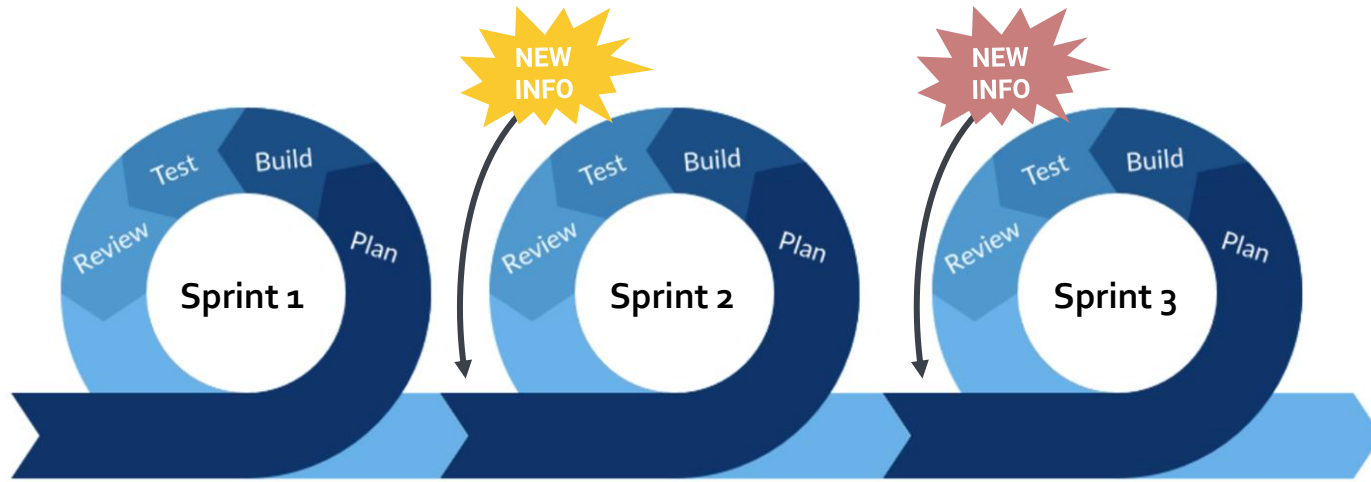 NEW
INFO
NEW
INFO
Plan
Build
Test
Review
Sprint 1
Plan
Build
Test
Review
Sprint 2
Plan
Build
Test
Review
Sprint 3